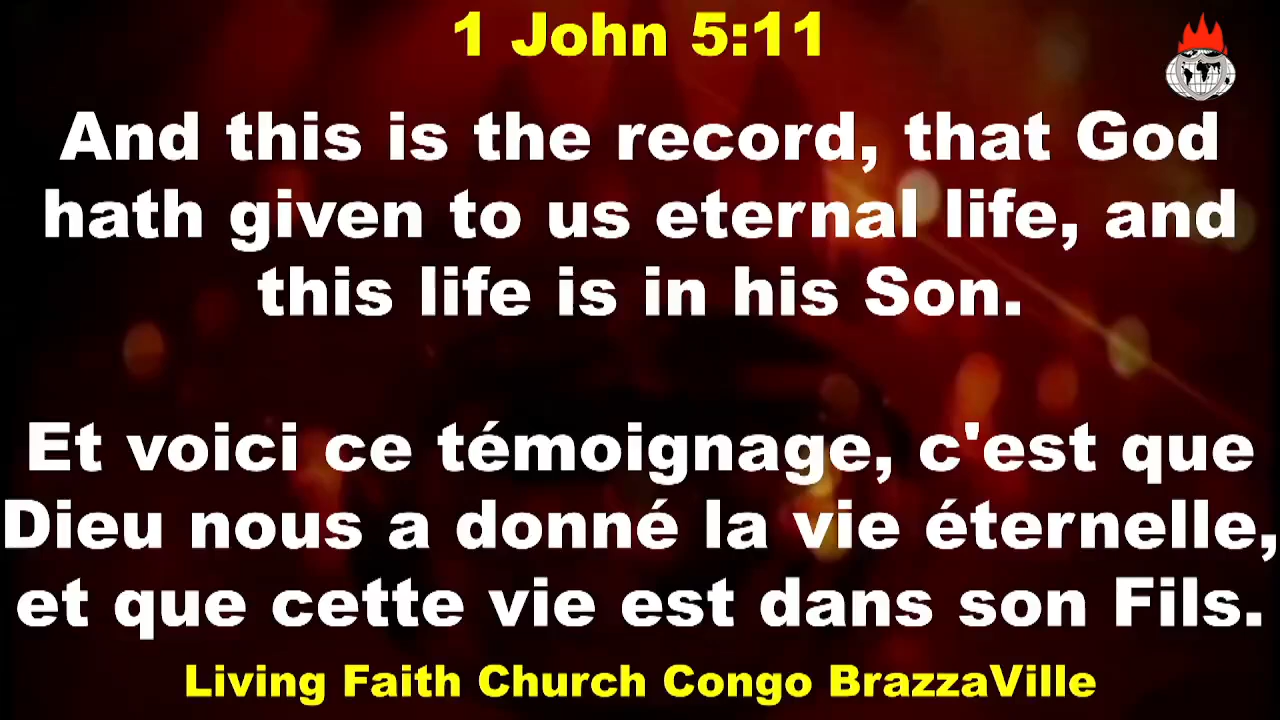 1 John 5:11
And this is the record, that God
hath given to us eternal life, and
this life is in his Son.
Et voici ce témoignage, c'est que
Dieu nous a donné la vie éternelle,
et que cette vie est dans son Fils.
Living Faith Church Congo BrazzaVille